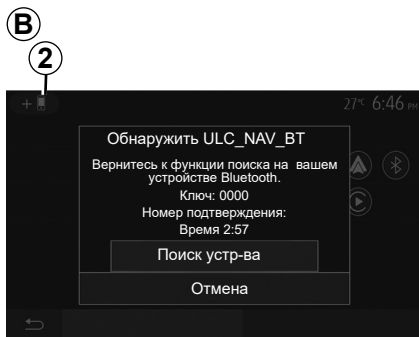 B
2
27°C 6:46 PM
Обнаружить ULC_NAV_BT
Вернитесь к функции поиска на вашем
устройстве Bluetooth.
Ключ: 0000
Номер подтверждения:
Время 2:57
Поиск устр-ва
Отмена